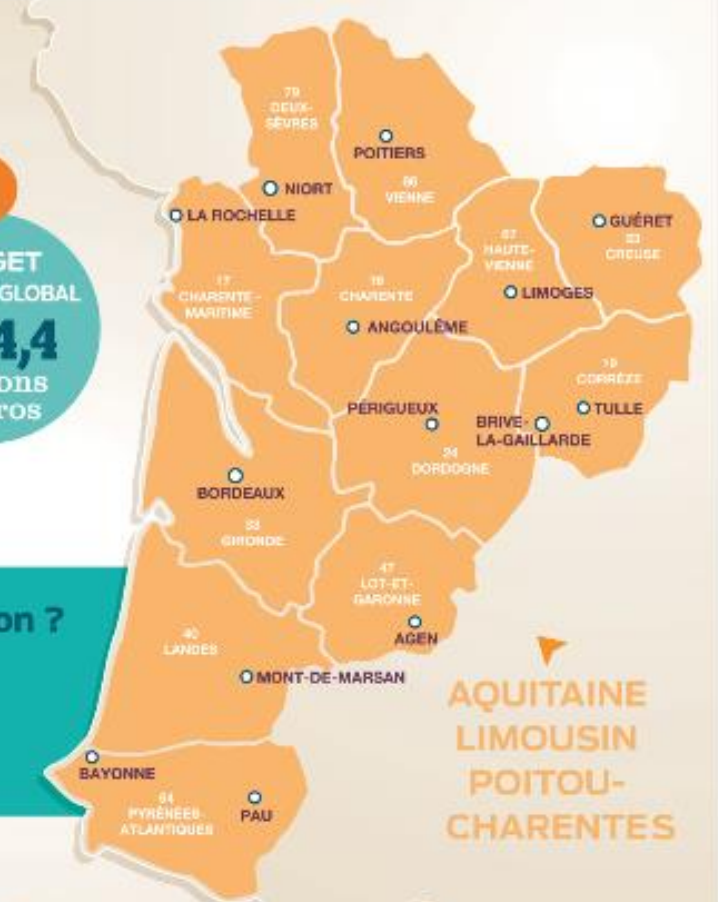 79
DEUX-
SÈVRES
POITIERS
86
VIENNE
NIORT
LA ROCHELLE
GUÉRET
23
CREUSE
87
HAUTE-
VIENNE
LIMOGES
GET
GLOBAL
4,4
ons
ros
17
CHARENTE-
MARITIME
16
CHARENTE
ANGOULÊME
19
CORRÈZE
TULLE
PÉRIGUEUX
BRIVE-
LA-GAILLARDE
24
DORDOGNE
BORDEAUX
33
GIRONDE
47
LOT-ET-
GARONNE
AGEN
on ?
40
LANDES
MONT-DE-MARSAN
AQUITAINE
LIMOUSIN
POITOU-
CHARENTES
BAYONNE
64
PYRÉNÉES-
ATLANTIQUES
PAU